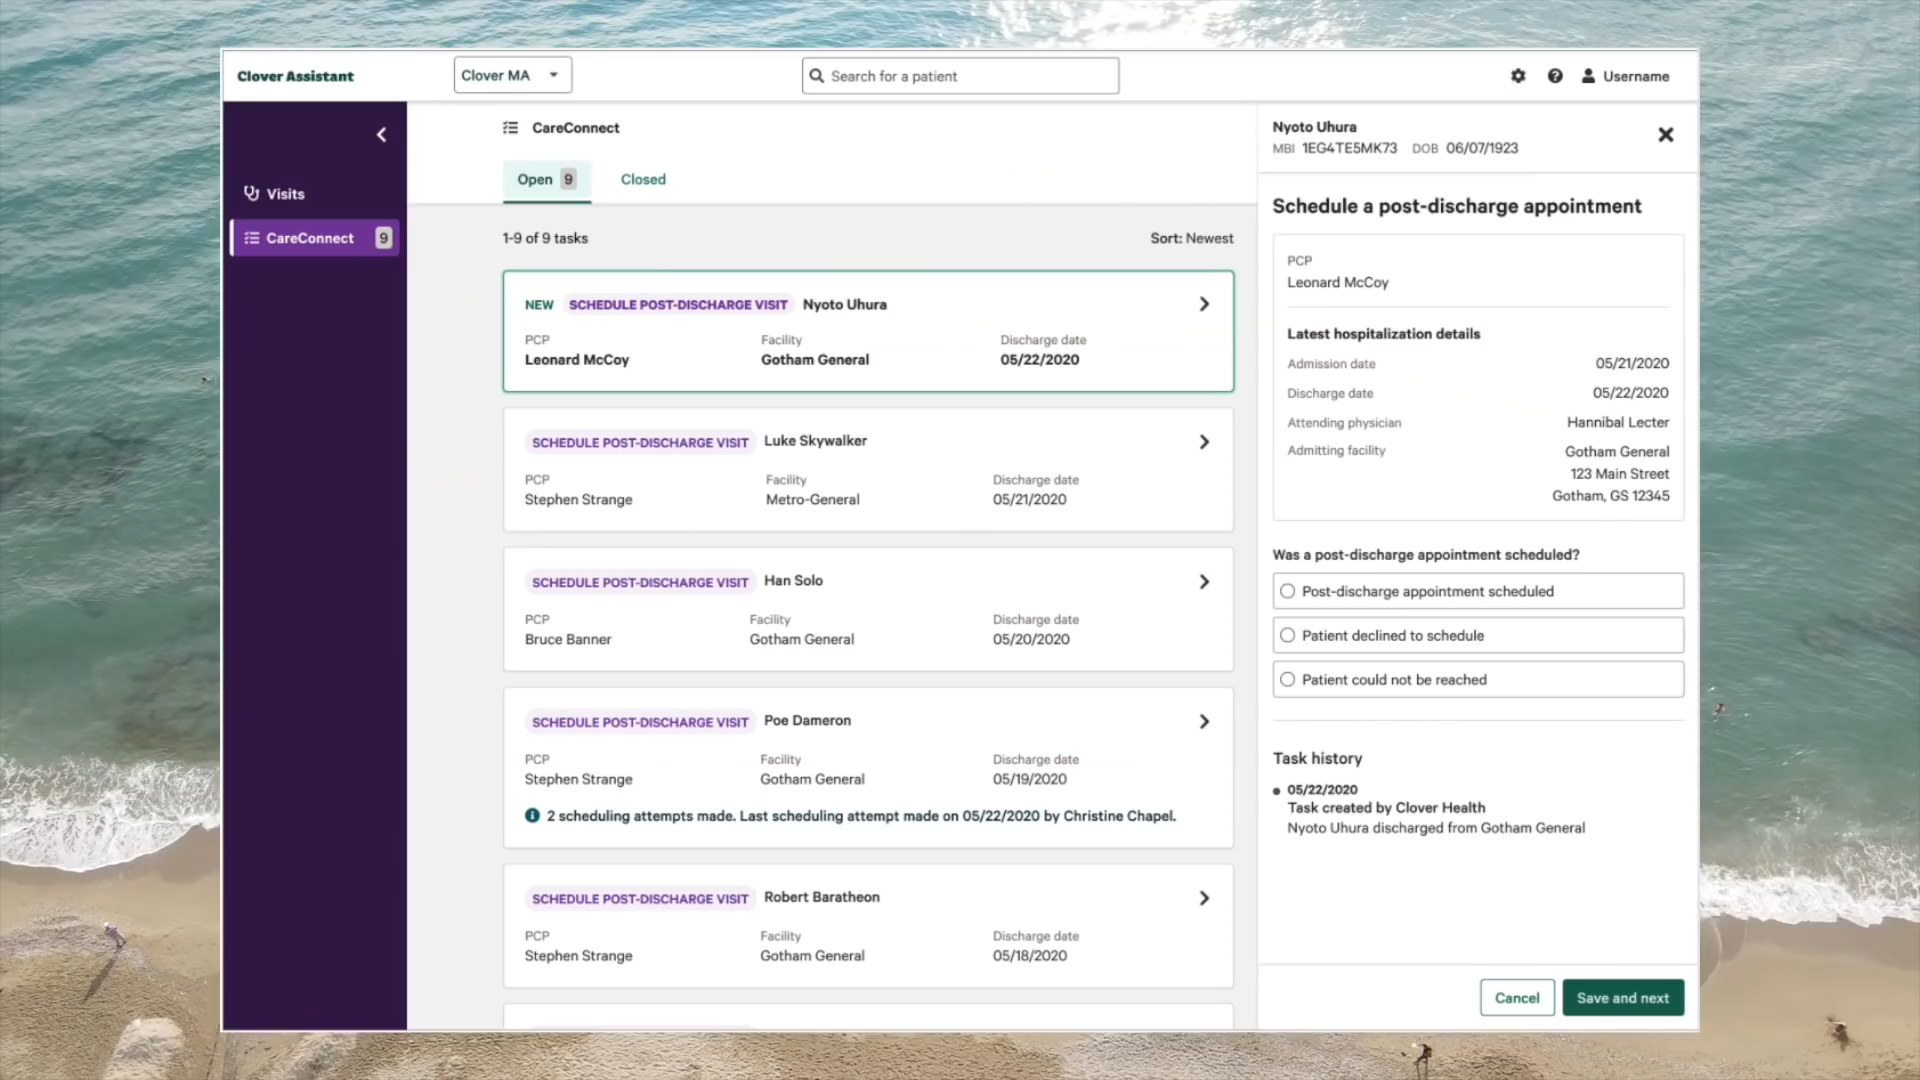 Clover Assistant
Clover MA
Search for a patient
Username
Visits
CareConnect 9
CareConnect
Open 9
Closed
1-9 of 9 tasks
Sort: Newest
NEW SCHEDULE POST-DISCHARGE VISIT Nyoto Uhura
PCP Facility Discharge date
Leonard McCoy Gotham General 05/22/2020
SCHEDULE POST-DISCHARGE VISIT Luke Skywalker
PCP Facility Discharge date
Stephen Strange Metro-General 05/21/2020
SCHEDULE POST-DISCHARGE VISIT Han Solo
PCP Facility Discharge date
Bruce Banner Gotham General 05/20/2020
SCHEDULE POST-DISCHARGE VISIT Poe Dameron
PCP Facility Discharge date
Stephen Strange Gotham General 05/19/2020
2 scheduling attempts made. Last scheduling attempt made on 05/22/2020 by Christine Chapel.
SCHEDULE POST-DISCHARGE VISIT Robert Baratheon
PCP Facility Discharge date
Stephen Strange Gotham General 05/18/2020
Nyoto Uhura
MBI 1EG4TE5MK73 DOB 06/07/1923
Schedule a post-discharge appointment
PCP
Leonard McCoy
Latest hospitalization details
Admission date 05/21/2020
Discharge date 05/22/2020
Attending physician Hannibal Lecter
Admitting facility Gotham General
123 Main Street
Gotham, GS 12345
Was a post-discharge appointment scheduled?
Post-discharge appointment scheduled
Patient declined to schedule
Patient could not be reached
Task history
05/22/2020
Task created by Clover Health
Nyoto Uhura discharged from Gotham General
Cancel
Save and next